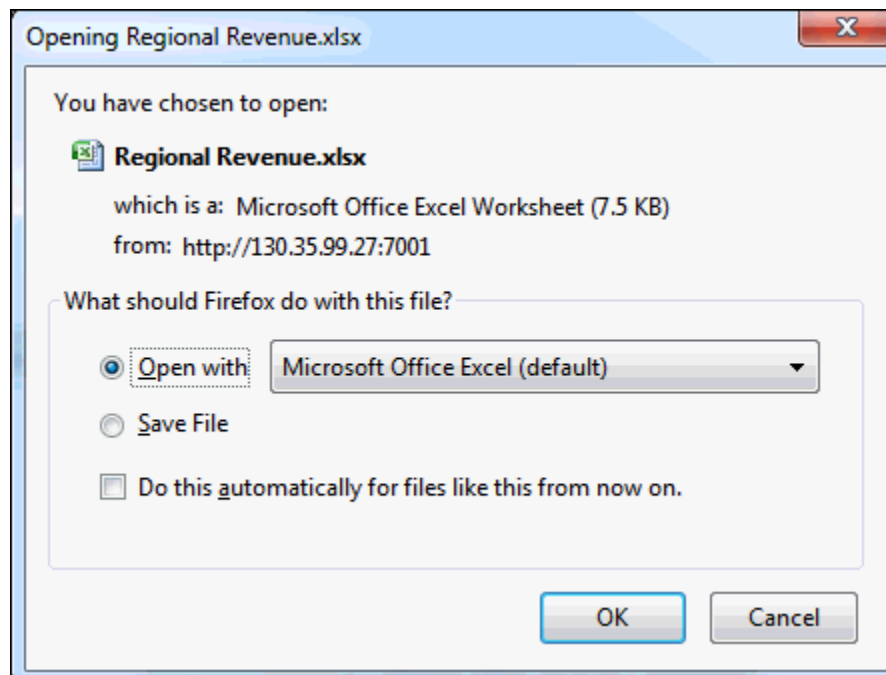 Opening Regional Revenue.xlsx
You have chosen to open:
Regional Revenue.xlsx
which is a: Microsoft Office Excel Worksheet (7.5 KB)
from: http://130.35.99.27:7001
What should Firefox do with this file?
Open with Microsoft Office Excel (default)
Save File
Do this automatically for files like this from now on.
OK Cancel